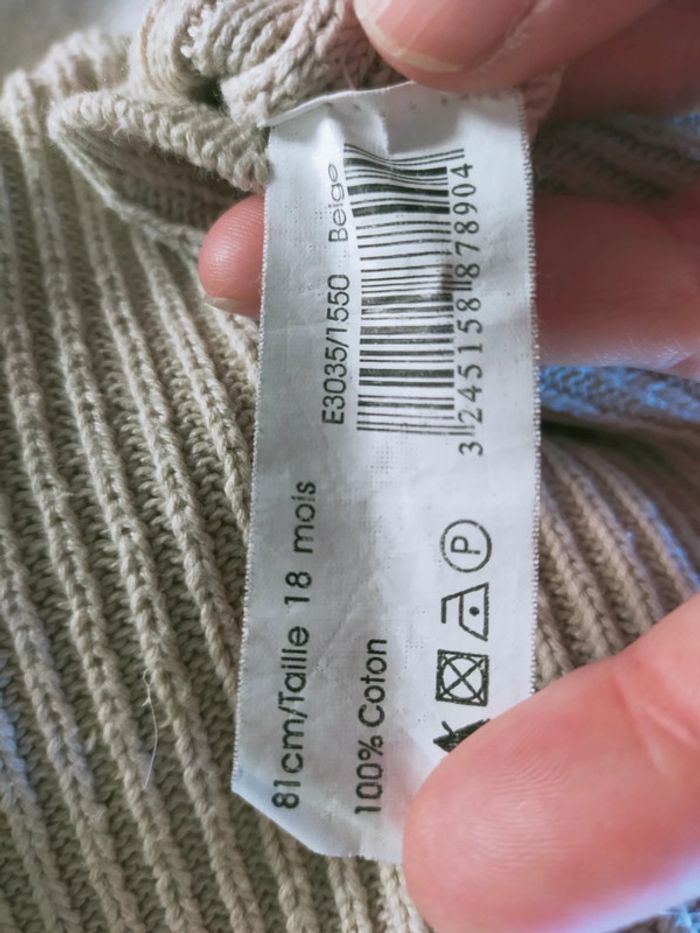 E3035/1550 Beige
3 245158 878904
81cm/Taille 18 mois
100% Coton
P